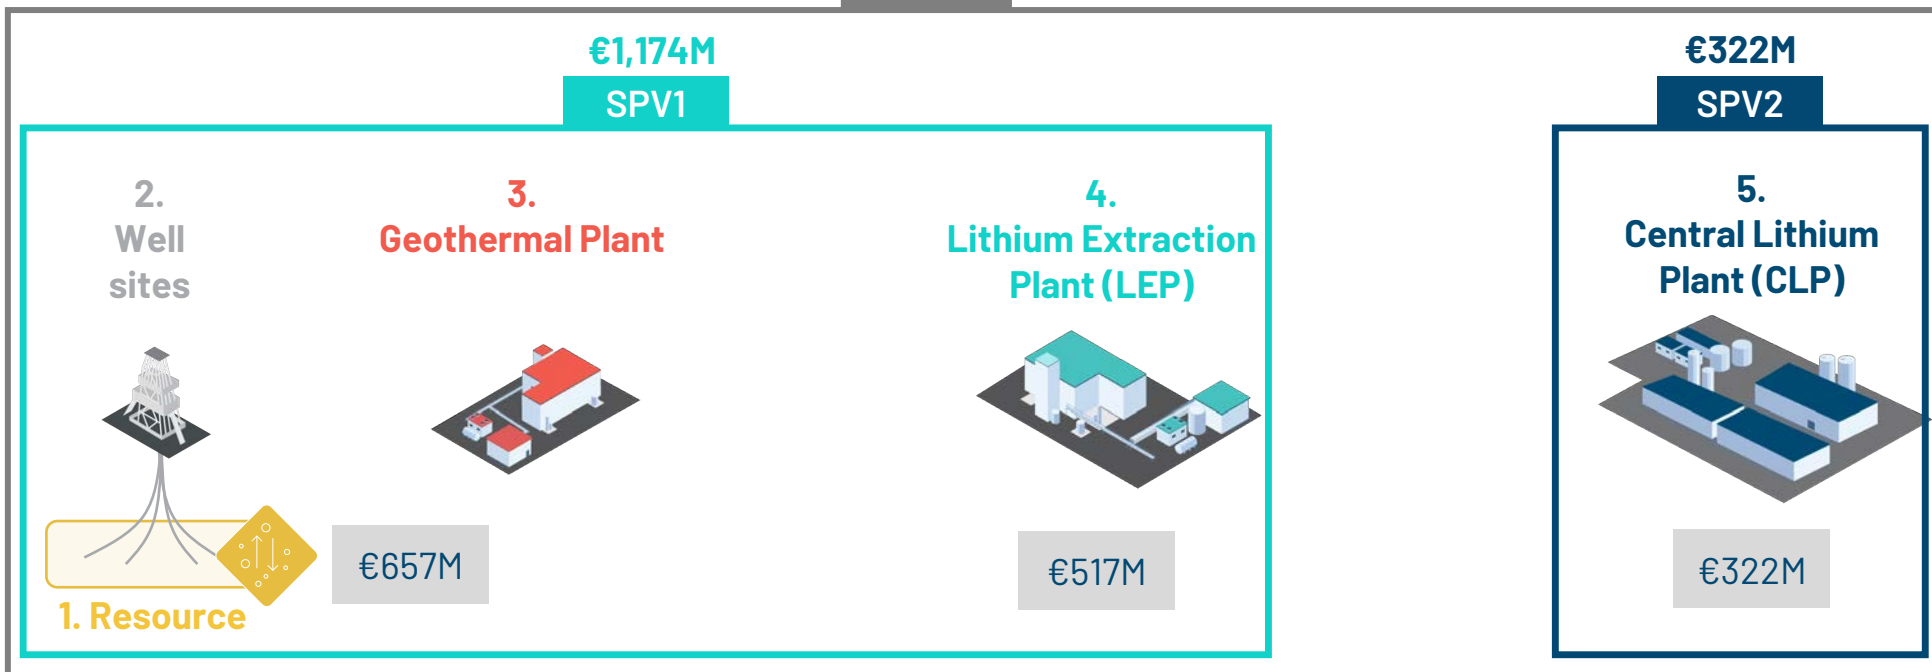 €1,174M
SPV1
€322M
SPV2
2.
Well
sites
3.
Geothermal Plant
4.
Lithium Extraction
Plant (LEP)
5.
Central Lithium
Plant (CLP)
1. Resource
€657M
€517M
€322M